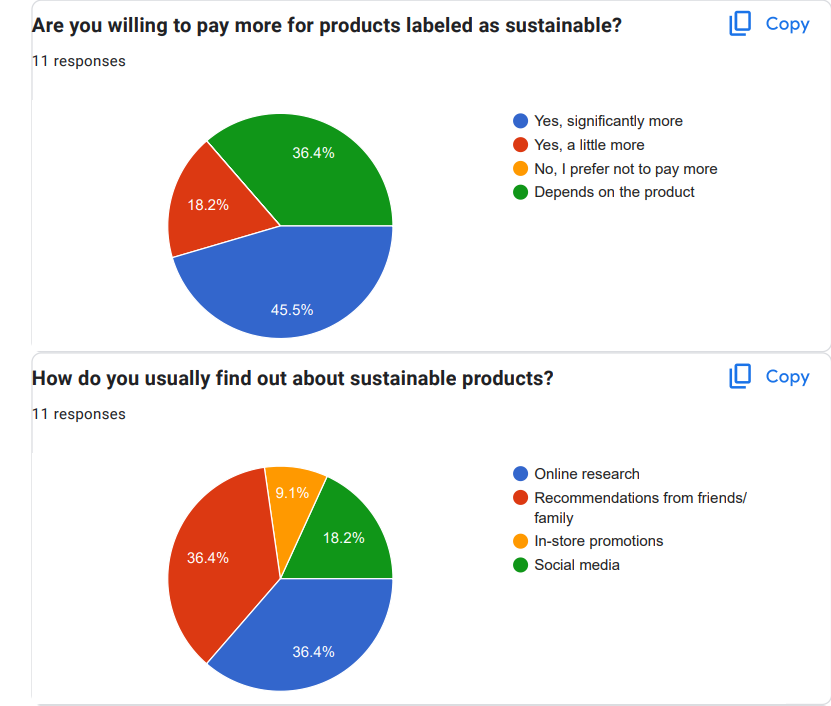 Are you willing to pay more for products labeled as sustainable?
Copy
11 responses
36.4%
18.2%
45.5%
Yes, significantly more
Yes, a little more
No, I prefer not to pay more
Depends on the product
How do you usually find out about sustainable products?
Copy
11 responses
9.1%
18.2%
36.4%
36.4%
Online research
Recommendations from friends/
family
In-store promotions
Social media